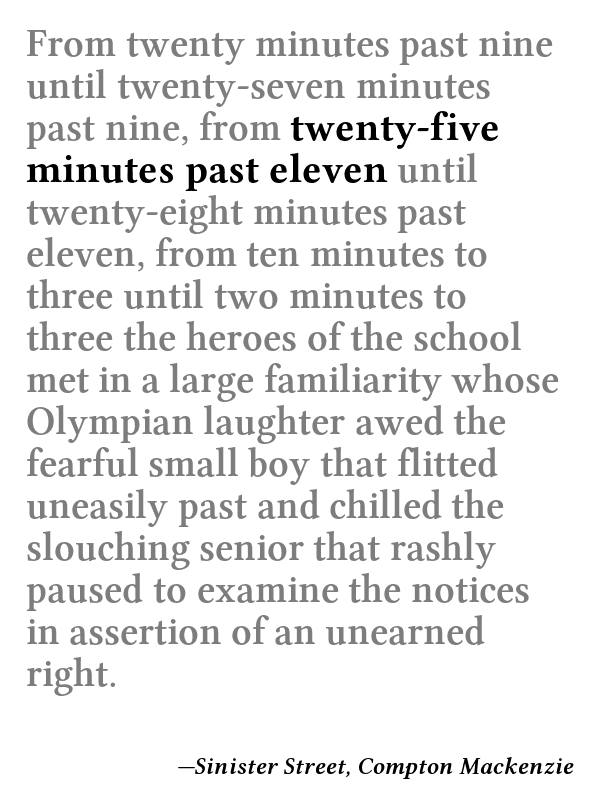 From twenty minutes past nine
until twenty-seven minutes
past nine, from twenty-five
minutes past eleven until
twenty-eight minutes past
eleven, from ten minutes to
three until two minutes to
three the heroes of the school
met in a large familiarity whose
Olympian laughter awed the
fearful small boy that flitted
uneasily past and chilled the
slouching senior that rashly
paused to examine the notices
in assertion of an unearned
right.
—Sinister Street, Compton Mackenzie